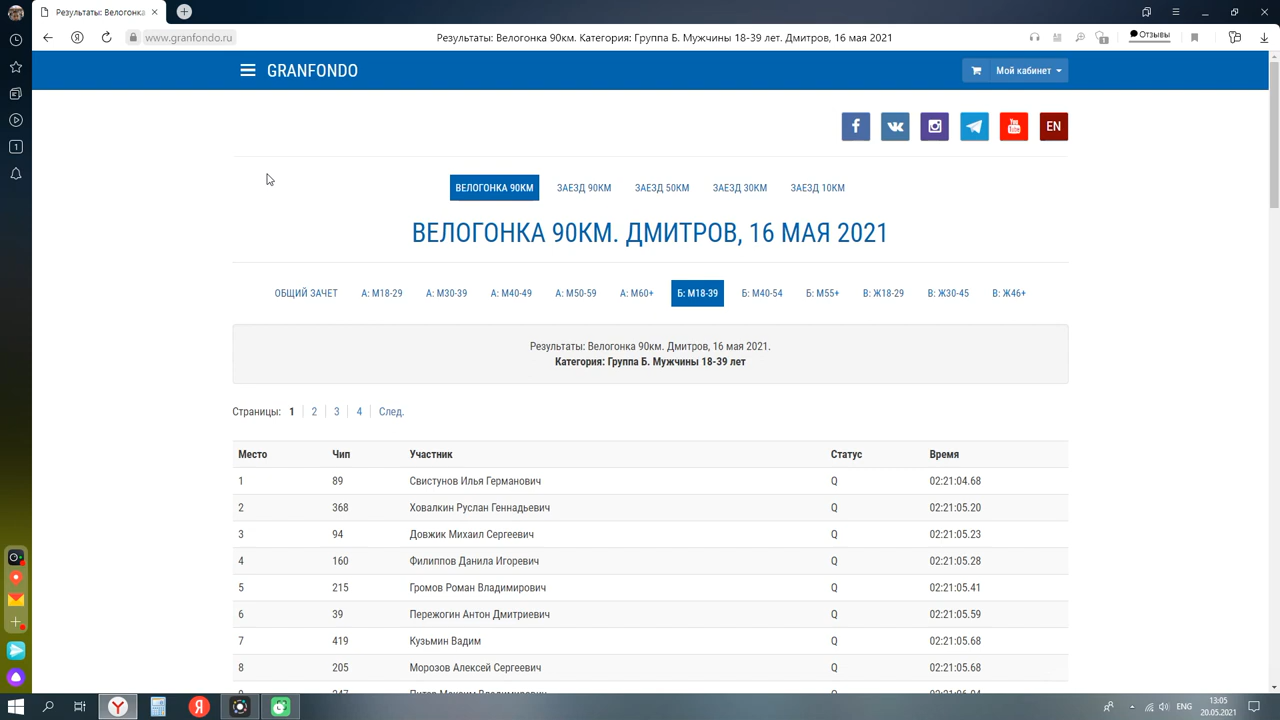 Результаты: Велогонка
www.granfondo.ru
Результаты: Велогонка 90км. Категория: Группа Б. Мужчины 18-39 лет. Дмитров, 16 мая 2021
Отзывы
GRANFONDO
Мой кабинет
EN
ВЕЛОГОНКА 90КМ ЗАЕЗД 90КМ ЗАЕЗД 50КМ ЗАЕЗД 30КМ ЗАЕЗД 10КМ
ВЕЛОГОНКА 90КМ. ДМИТРОВ, 16 МАЯ 2021
ОБЩИЙ ЗАЧЕТ А: М18-29 А: М30-39 А: М40-49 А: М50-59 А: М60+ Б: М18-39 Б: М40-54 Б: М55+ В: Ж18-29 В: Ж30-45 В: Ж46+
Результаты: Велогонка 90км. Дмитров, 16 мая 2021.
Категория: Группа Б. Мужчины 18-39 лет
Страницы: 1 2 3 4 След.
Место Чип Участник Статус Время
1 89 Свистунов Илья Германович Q 02:21:04.68
2 368 Ховалкин Руслан Геннадьевич Q 02:21:05.20
3 94 Довжик Михаил Сергеевич Q 02:21:05.23
4 160 Филиппов Данила Игоревич Q 02:21:05.28
5 215 Громов Роман Владимирович Q 02:21:05.41
6 39 Пережогин Антон Дмитриевич Q 02:21:05.59
7 419 Кузьмин Вадим Q 02:21:05.68
8 205 Морозов Алексей Сергеевич Q 02:21:05.68
ENG
13:05
20.05.2021